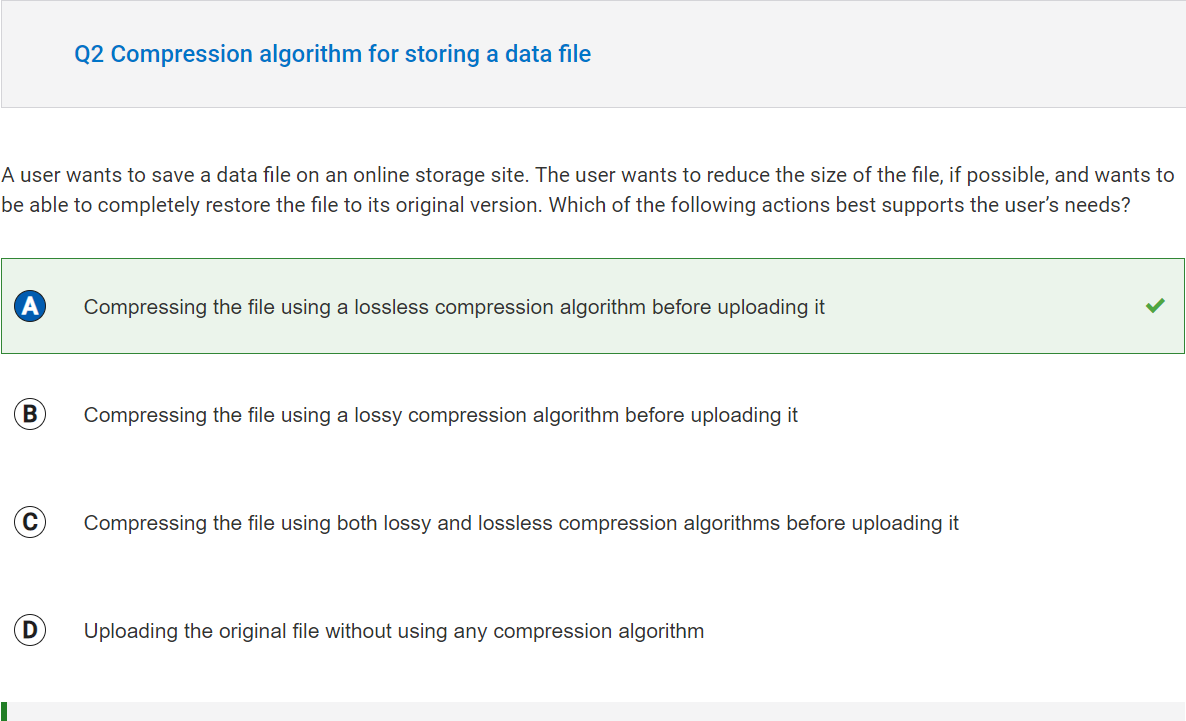 Q2 Compression algorithm for storing a data file
A user wants to save a data file on an online storage site. The user wants to reduce the size of the file, if possible, and wants to
be able to completely restore the file to its original version. Which of the following actions best supports the user’s needs?
A Compressing the file using a lossless compression algorithm before uploading it
B Compressing the file using a lossy compression algorithm before uploading it
C Compressing the file using both lossy and lossless compression algorithms before uploading it
D Uploading the original file without using any compression algorithm